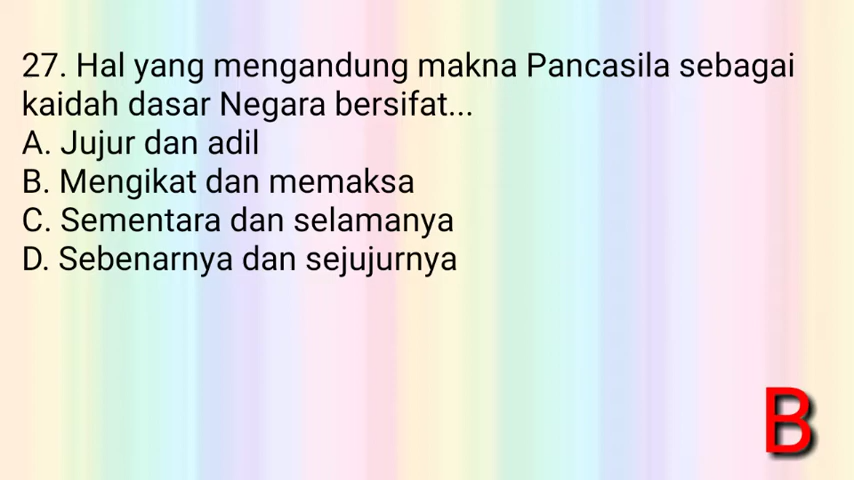 27. Hal yang mengandung makna Pancasila sebagai
kaidah dasar Negara bersifat...
A. Jujur dan adil
B. Mengikat dan memaksa
C. Sementara dan selamanya
D. Sebenarnya dan sejujurnya
B